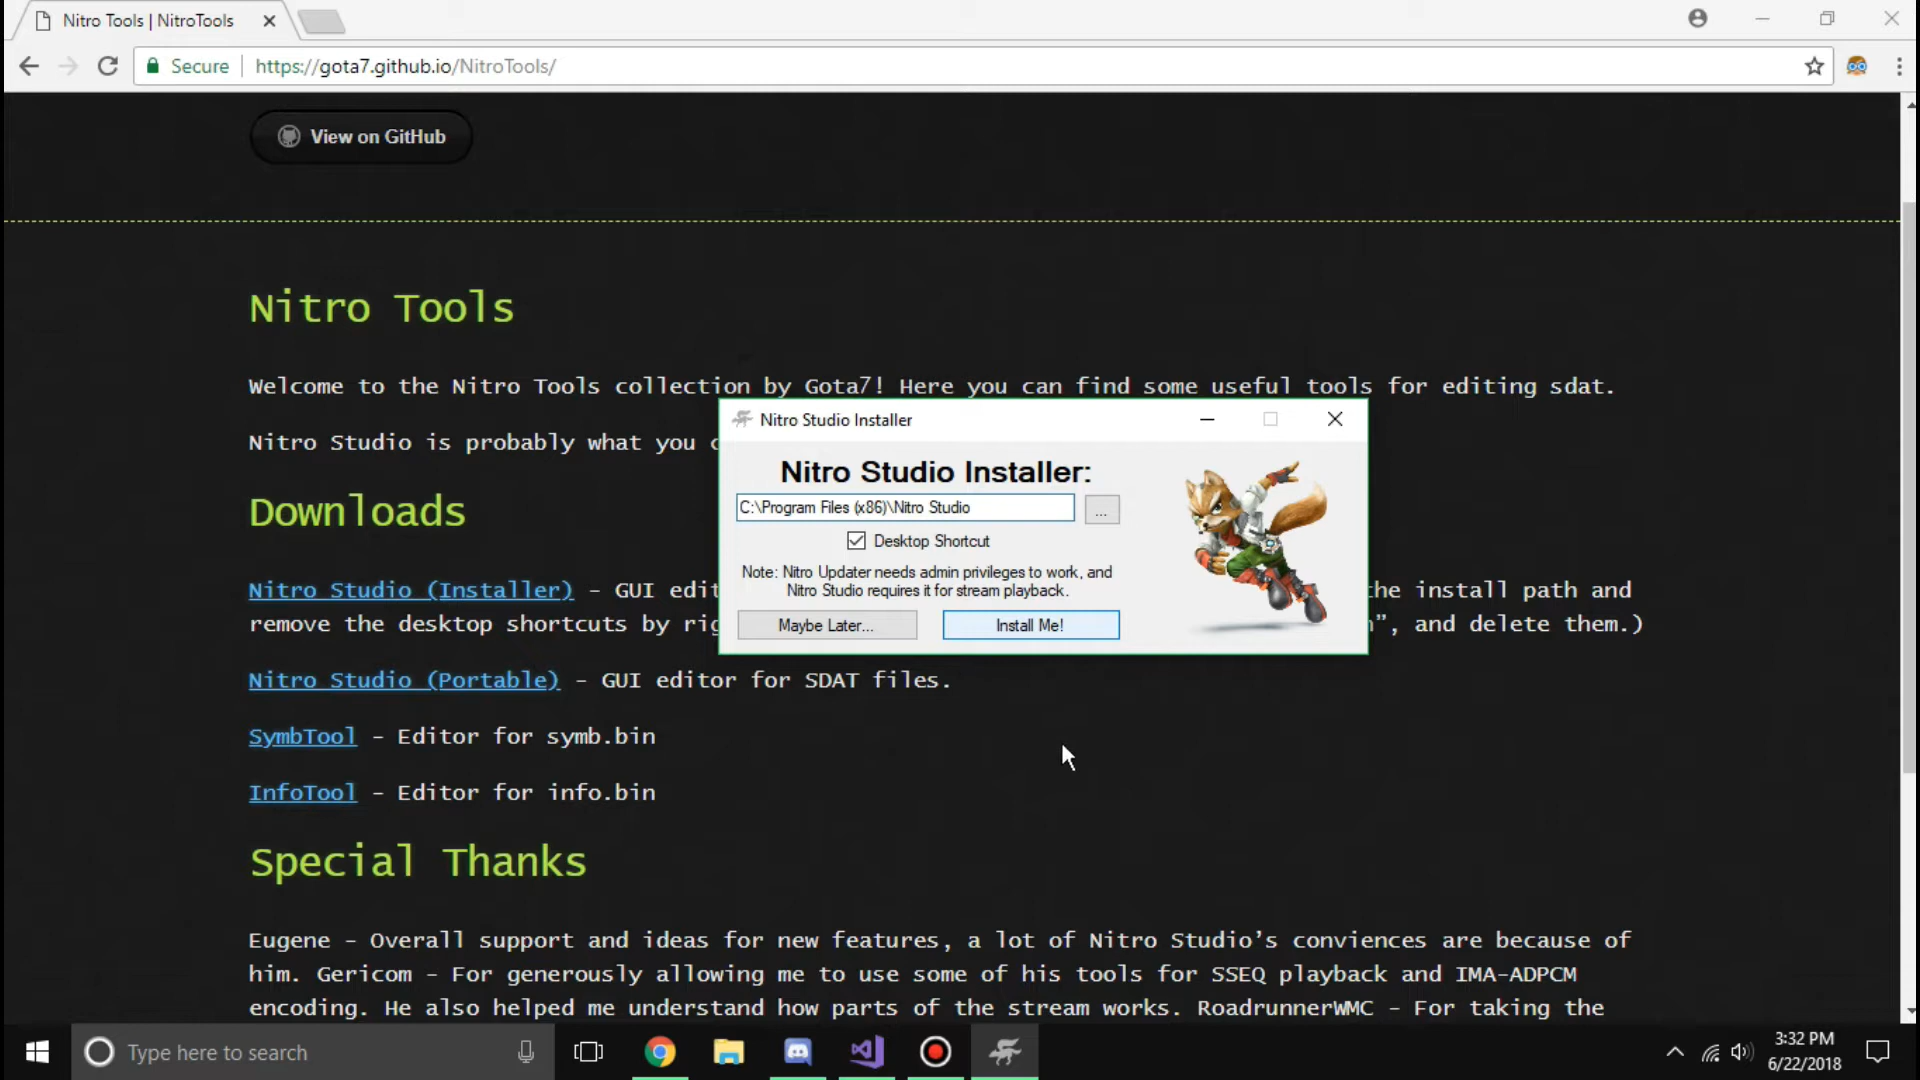 Nitro Tools | NitroTools
Secure
https://gota7.github.io/NitroTools/
View on GitHub
Nitro Tools
Welcome to the Nitro Tools collection by Gota7! Here you can find some useful tools for editing sdat.
Nitro Studio is probably what you
Downloads
Nitro Studio (Installer) - GUI
the install path and
remove the desktop shortcuts by
", and delete them.)
Nitro Studio (Portable) - GUI editor for SDAT files.
SymbTool - Editor for symb.bin
InfoTool - Editor for info.bin
Special Thanks
Eugene - Overall support and ideas for new features, a lot of Nitro Studio's conviences are because of
him. Gericom - For generously allowing me to use some of his tools for SSEQ playback and IMA-ADPCM
encoding. He also helped me understand how parts of the stream works. RoadrunnerWMC - For taking the
Nitro Studio Installer
Nitro Studio Installer:
C:\Program Files (x86)\Nitro Studio
...
Desktop Shortcut
Note: Nitro Updater needs admin privileges to work, and
Nitro Studio requires it for stream playback.
Maybe Later...
Install Me!
Type here to search
3:32 PM
6/22/2018